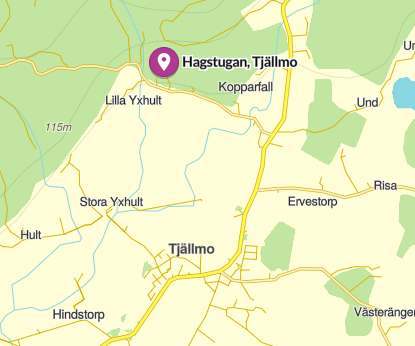 Hagstugan, Tjällmo
Kopparfall
Lilla Yxhult
Und
115m
Risa
Stora Yxhult
Ervestorp
Hult
Tjällmo
Hindstorp
Västeränger